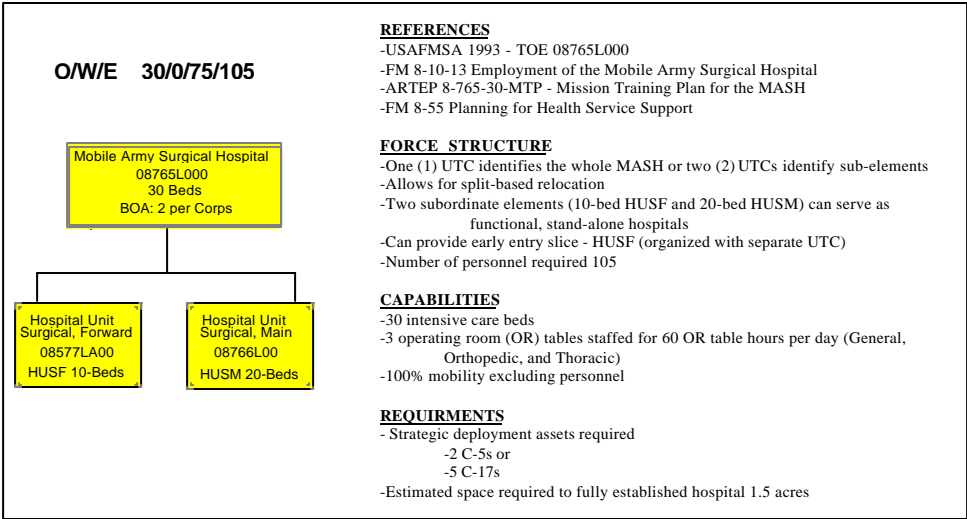 O/W/E 30/0/75/105
Mobile Army Surgical Hospital
08765L000
30 Beds
BOA: 2 per Corps
Hospital Unit
Surgical, Forward
08577LA00
HUSF 10-Beds
Hospital Unit
Surgical, Main
08766L00
HUSM 20-Beds
REFERENCES
-USAFMSA 1993 - TOE 08765L000
-FM 8-10-13 Employment of the Mobile Army Surgical Hospital
-ARTEP 8-765-30-MTP - Mission Training Plan for the MASH
-FM 8-55 Planning for Health Service Support
FORCE STRUCTURE
-One (1) UTC identifies the whole MASH or two (2) UTCs identify sub-elements
-Allows for split-based relocation
-Two subordinate elements (10-bed HUSF and 20-bed HUSM) can serve as
functional, stand-alone hospitals
-Can provide early entry slice - HUSF (organized with separate UTC)
-Number of personnel required 105
CAPABILITIES
-30 intensive care beds
-3 operating room (OR) tables staffed for 60 OR table hours per day (General,
Orthopedic, and Thoracic)
-100% mobility excluding personnel
REQUIRMENTS
- Strategic deployment assets required
-2 C-5s or
-5 C-17s
-Estimated space required to fully established hospital 1.5 acres